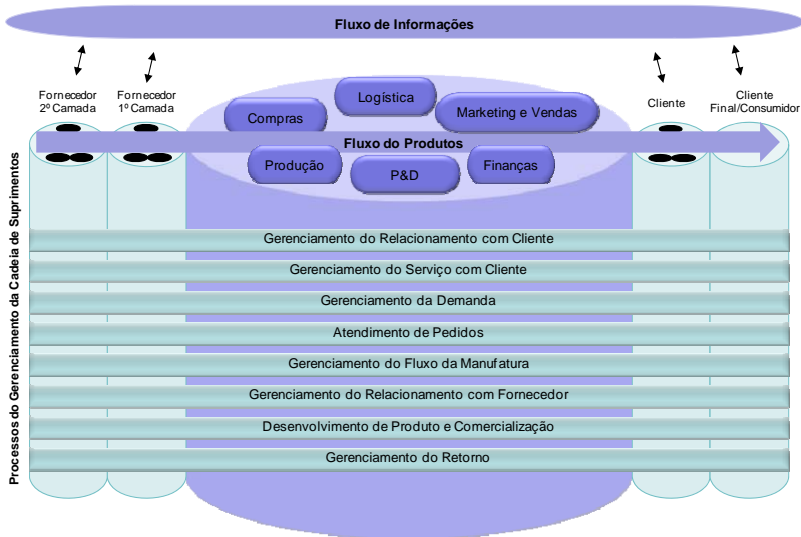 Fluxo de Informações
Fornecedor
2º Camada
Fornecedor
1º Camada
Cliente
Cliente
Final/Consumidor
Logística
Compras
Marketing e Vendas
Fluxo do Produtos
Produção
P&D
Finanças
Processos do Gerenciamento da Cadeia de Suprimentos
Gerenciamento do Relacionamento com Cliente
Gerenciamento do Serviço com Cliente
Gerenciamento da Demanda
Atendimento de Pedidos
Gerenciamento do Fluxo da Manufatura
Gerenciamento do Relacionamento com Fornecedor
Desenvolvimento de Produto e Comercialização
Gerenciamento do Retorno